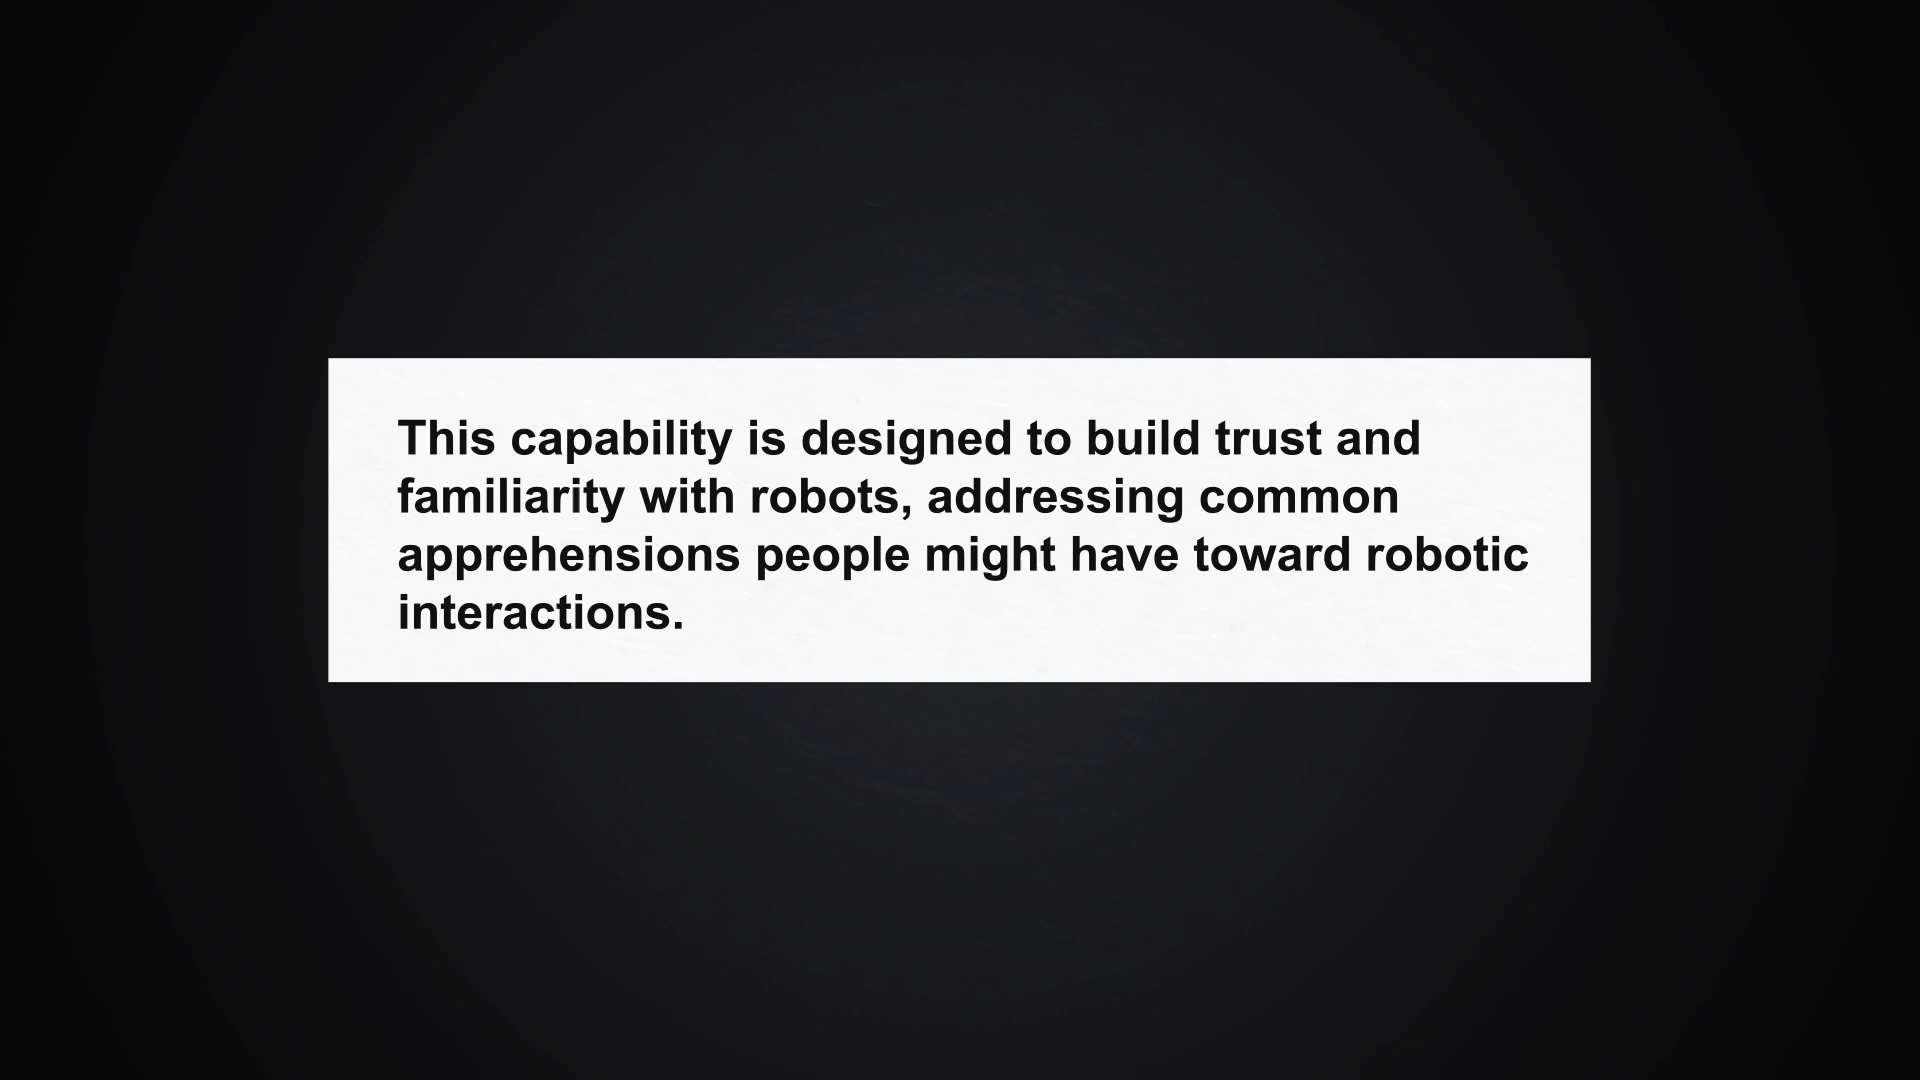 This capability is designed to build trust and
familiarity with robots, addressing common
apprehensions people might have toward robotic
interactions.